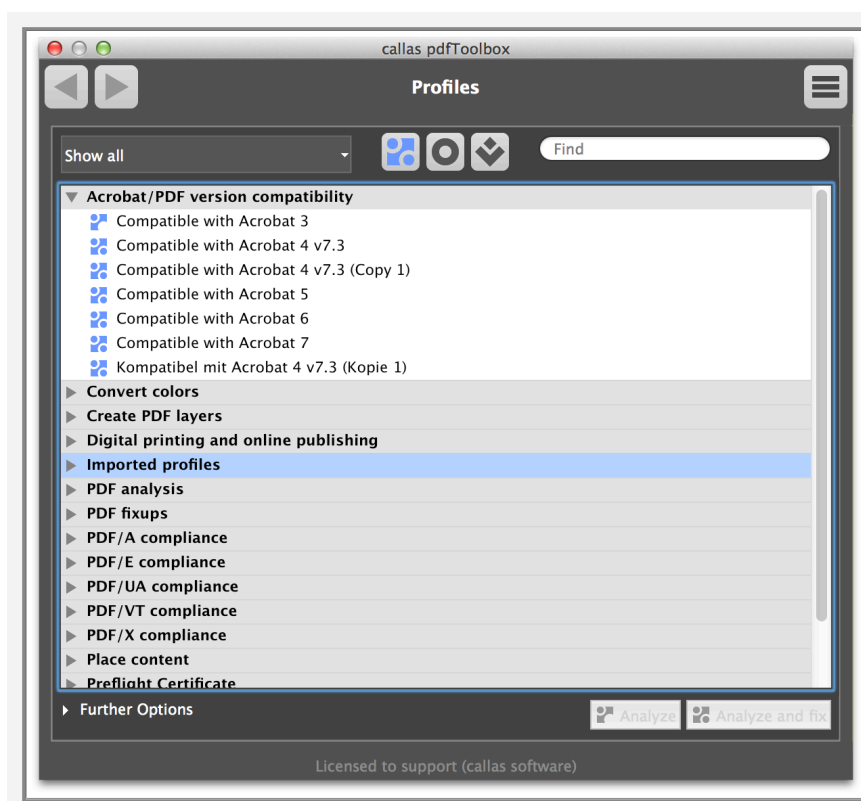 callas pdfToolbox
Profiles
Show all
Find
Acrobat/PDF version compatibility
Compatible with Acrobat 3
Compatible with Acrobat 4 v7.3
Compatible with Acrobat 4 v7.3 (Copy 1)
Compatible with Acrobat 5
Compatible with Acrobat 6
Compatible with Acrobat 7
Kompatibel mit Acrobat 4 v7.3 (Kopie 1)
Convert colors
Create PDF layers
Digital printing and online publishing
Imported profiles
PDF analysis
PDF fixups
PDF/A compliance
PDF/E compliance
PDF/UA compliance
PDF/VT compliance
PDF/X compliance
Place content
Preflight Certificate
Further Options
Analyze
Analyze and fix
Licensed to support (callas software)